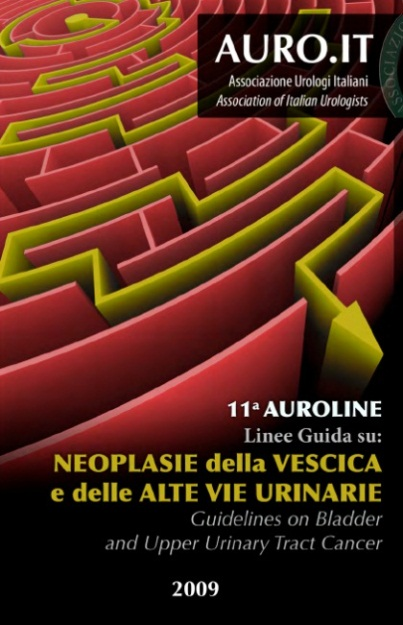 AURO.IT
Associazione Urologi Italiani
Association of Italian Urologists
11ª AUROLINE
Linee Guida su:
NEOPLASIE della VESCICA
e delle ALTE VIE URINARIE
Guidelines on Bladder
and Upper Urinary Tract Cancer
2009